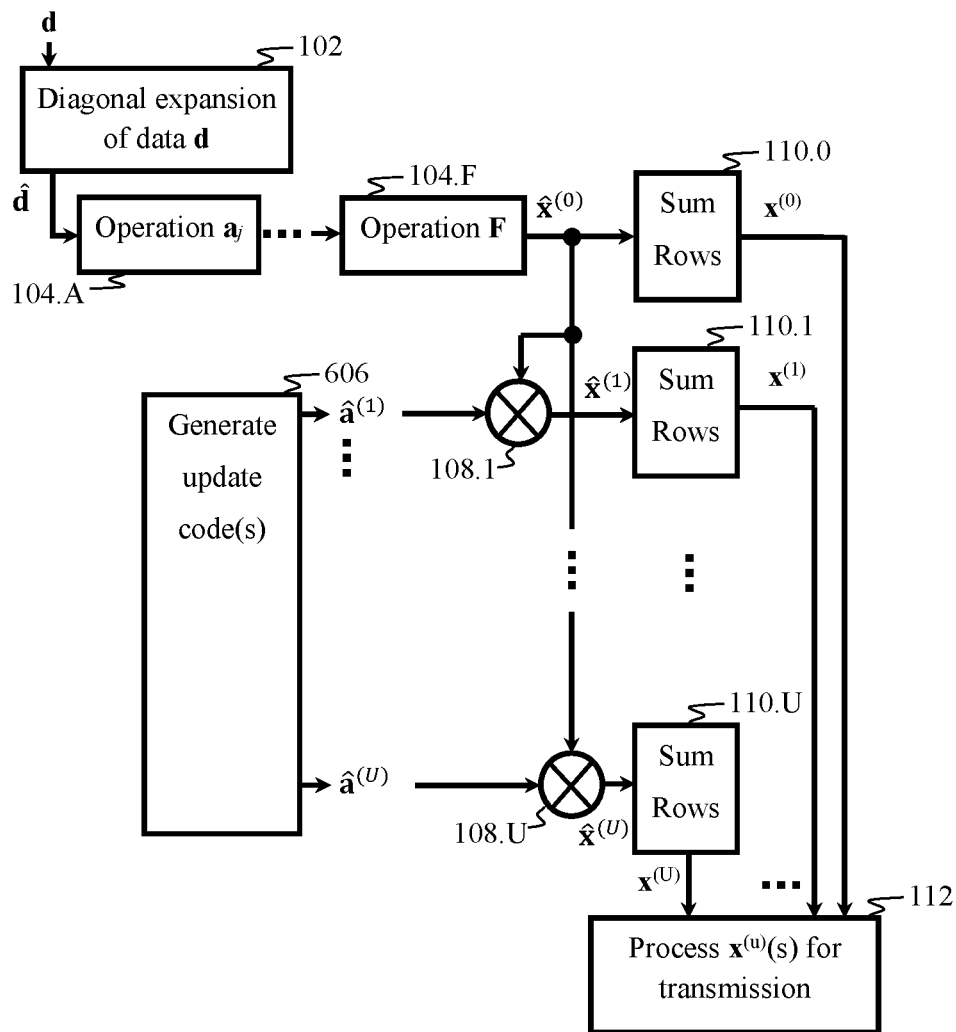 d
102
Diagonal expansion
of data d
d̂
104.F
Operation a_j
Operation F
104.A
x̂^(0)
110.0
Sum
Rows
x^(0)
110.1
Sum
Rows
x^(1)
606
Generate
update
code(s)
â^(1)
x̂^(1)
108.1
110.U
Sum
Rows
â^(U)
108.U
x̂^(U)
x^(U)
112
Process x^(u)(s) for
transmission